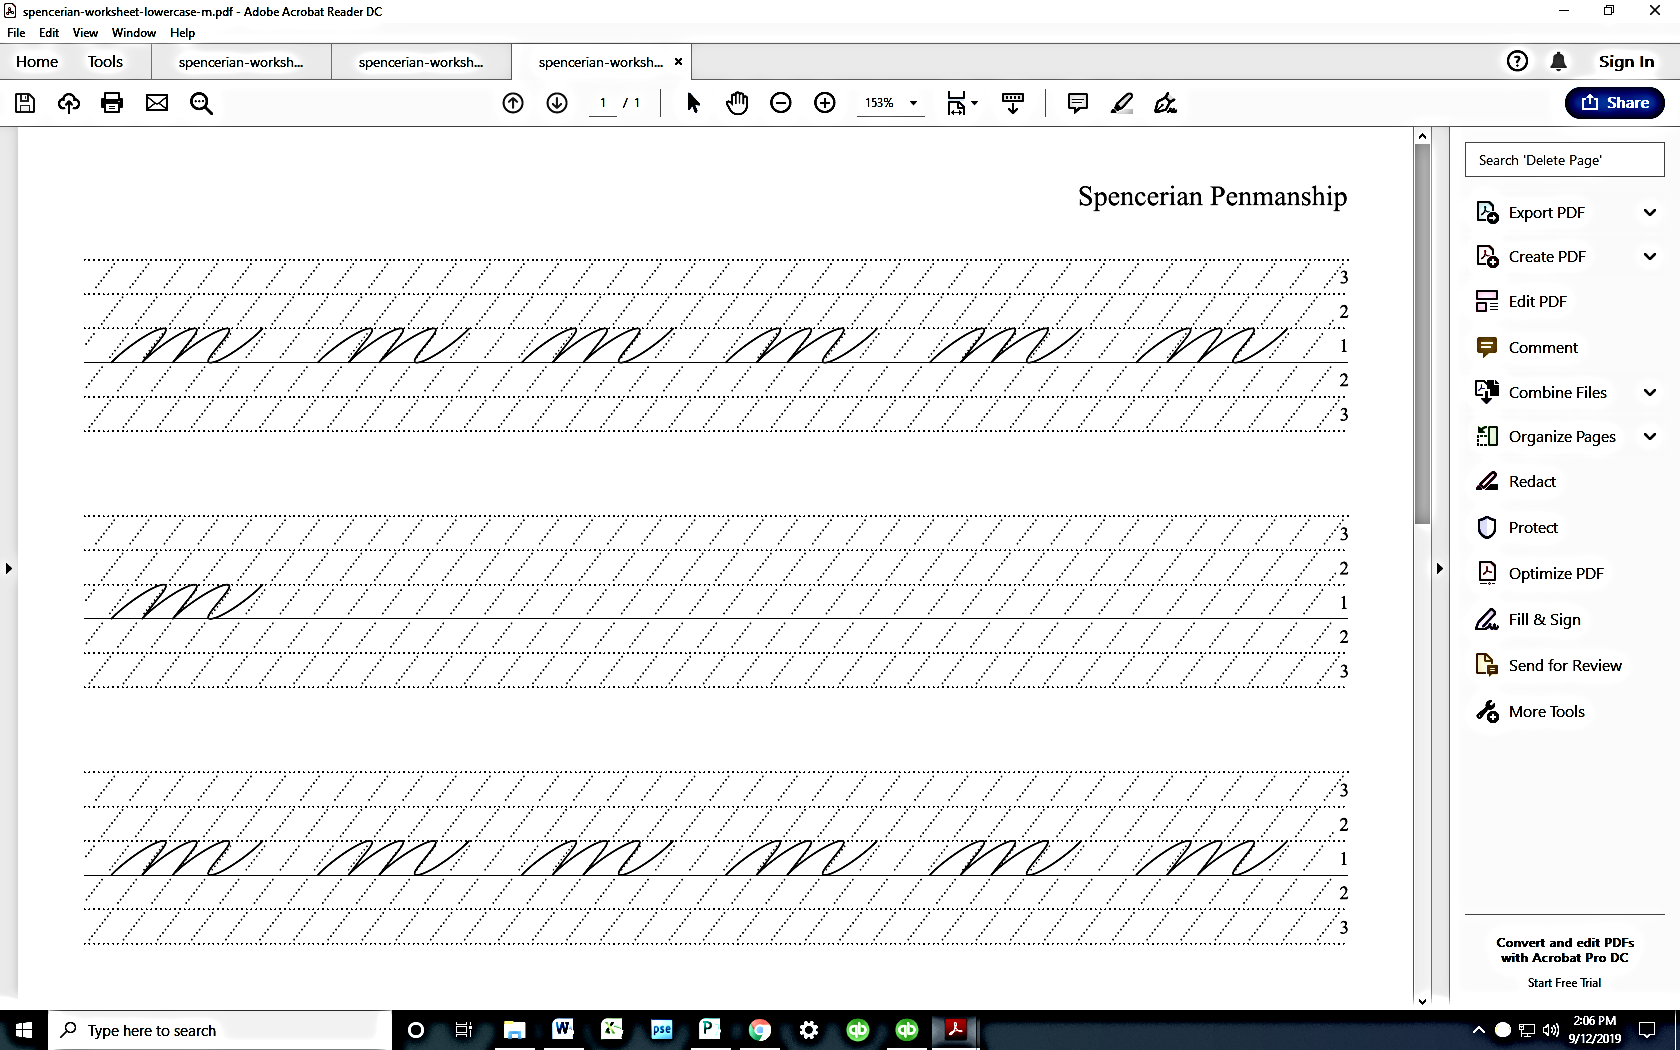 spencerian-worksheet-lowercase-m.pdf - Adobe Acrobat Reader DC
File Edit View Window Help
Home Tools spencerian-worksh... spencerian-worksh... spencerian-worksh... × Sign In
1 / 1 153% Share
Search 'Delete Page'
Spencerian Penmanship
Export PDF
Create PDF
Edit PDF
Comment
Combine Files
Organize Pages
Redact
Protect
Optimize PDF
Fill & Sign
Send for Review
More Tools
3
2
m m m m m m 1
2
3
3
2
m 1
2
3
3
2
m m m m m m 1
2
3
Convert and edit PDFs
with Acrobat Pro DC
Start Free Trial
Type here to search
W X pse P qb qb
2:06 PM
9/12/2019